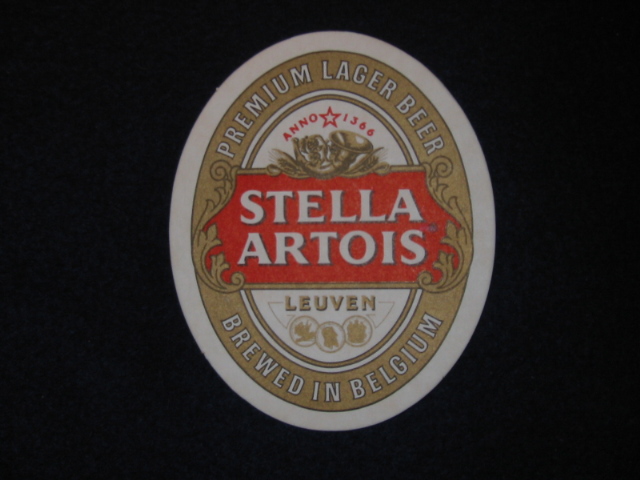 PREMIUM LAGER BEER
ANNO 1366
STELLA
ARTOIS
LEUVEN
BREWED IN BELGIUM